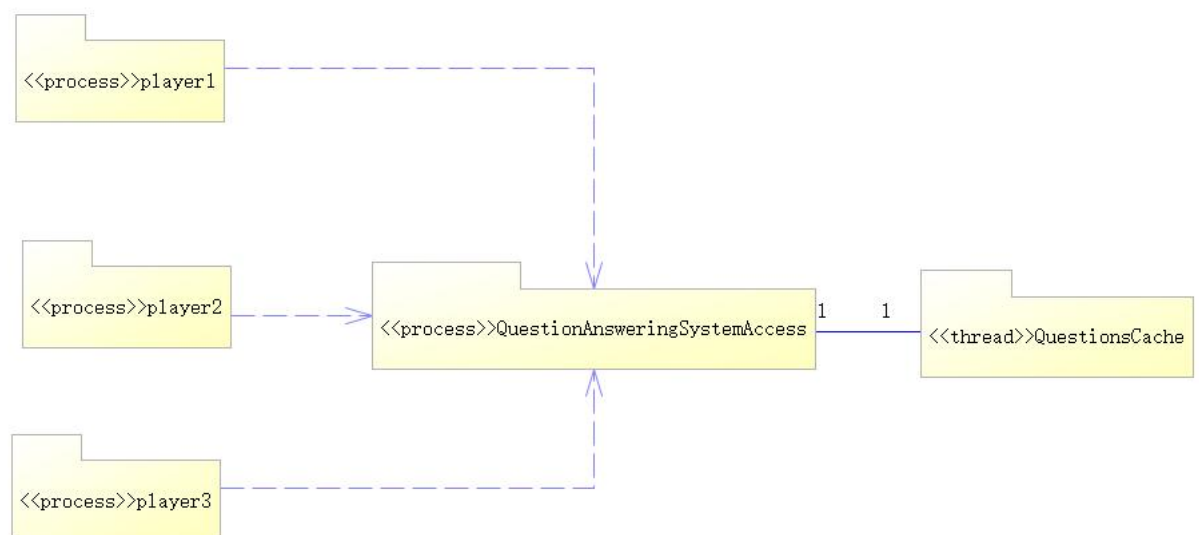 <<process>>player1
<<process>>player2
<<process>>QuestionAnsweringSystemAccess
1 1
<<thread>>QuestionsCache
<<process>>player3